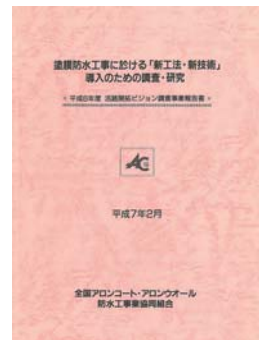 塗膜防水工事に於ける「新工法・新技術」
導入のための調査・研究
• 平成6年度 活路開拓ビジョン調査事業報告書 •
AC
平成7年2月
全国アロンコート・アロンウオール
防水工事業協同組合